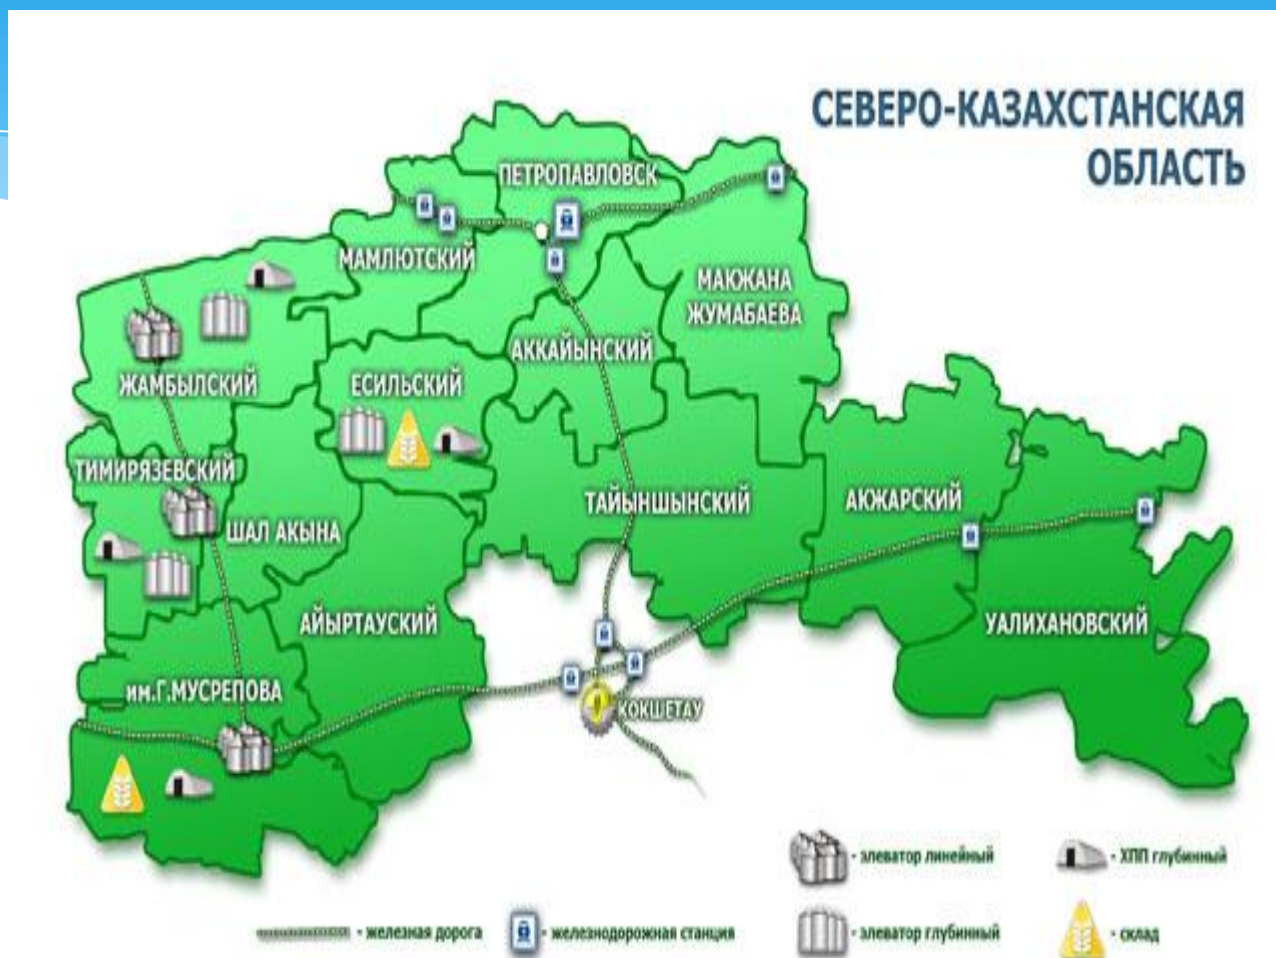 СЕВЕРО-КАЗАХСТАНСКАЯ
ОБЛАСТЬ
ПЕТРОПАВЛОВСК
МАМЛЮТСКИЙ
МАКЖАНА
ЖУМАБАЕВА
АККАЙЫНСКИЙ
ЖАМБЫЛСКИЙ
ЕСИЛЬСКИЙ
ТИМИРЯЗЕВСКИЙ
ТАЙЫНШЫНСКИЙ
АКЖАРСКИЙ
ШАЛ АКЫНА
АЙЫРТАУСКИЙ
УАЛИХАНОВСКИЙ
им.Г.МУСРЕПОВА
КОКШЕТАУ
- элеватор линейный
- ХПП глубинный
- железная дорога
- железнодорожная станция
- элеватор глубинный
- склад